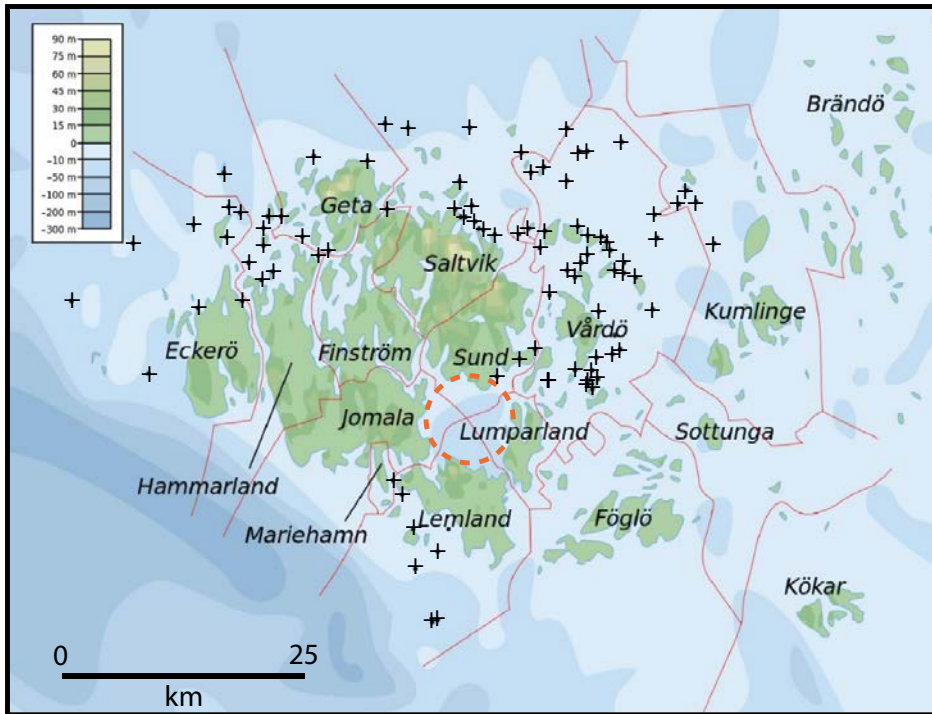 90 m
75 m
60 m
45 m
30 m
15 m
0
-10 m
-50 m
-100 m
-200 m
-300 m
Brändö
Geta
Saltvik
Kumlinge
Eckerö
Finström
Sund
Vårdö
Jomala
Lumparland
Sottunga
Hammarland
Mariehamn
Lemland
Föglö
Kökar
0 25
km